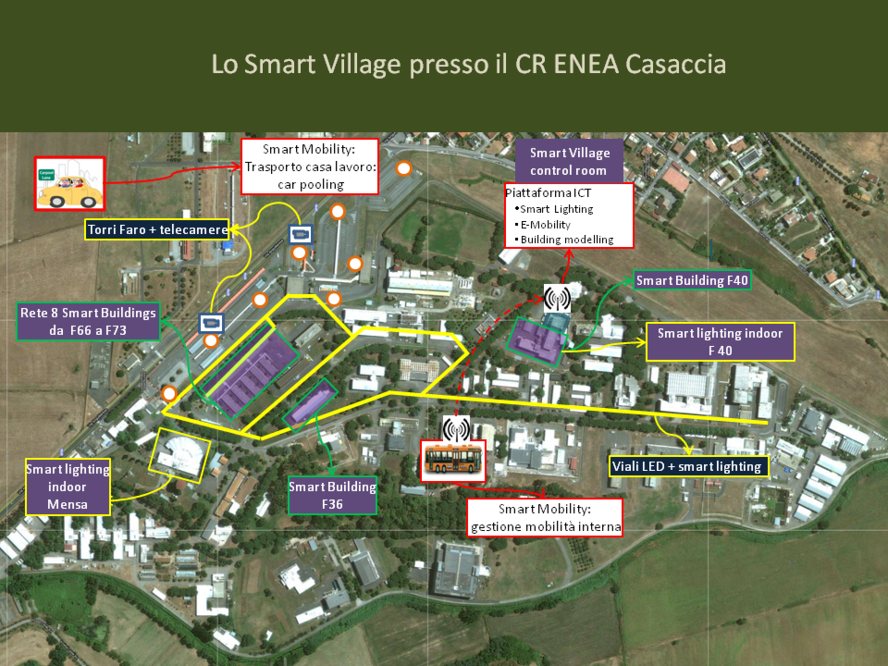 Lo Smart Village presso il CR ENEA Casaccia
Smart Mobility:
Trasporto casa lavoro:
car pooling
Smart Village
control room
Piattaforma ICT
•Smart Lighting
▪E-Mobility
▪Building modelling
Torri Faro + telecamere
Smart Building F40
Rete 8 Smart Buildings
da F66 a F73
Smart lighting indoor
F 40
Smart lighting
indoor
Mensa
Smart Building
F36
Viali LED + smart lighting
Smart Mobility:
gestione mobilità interna